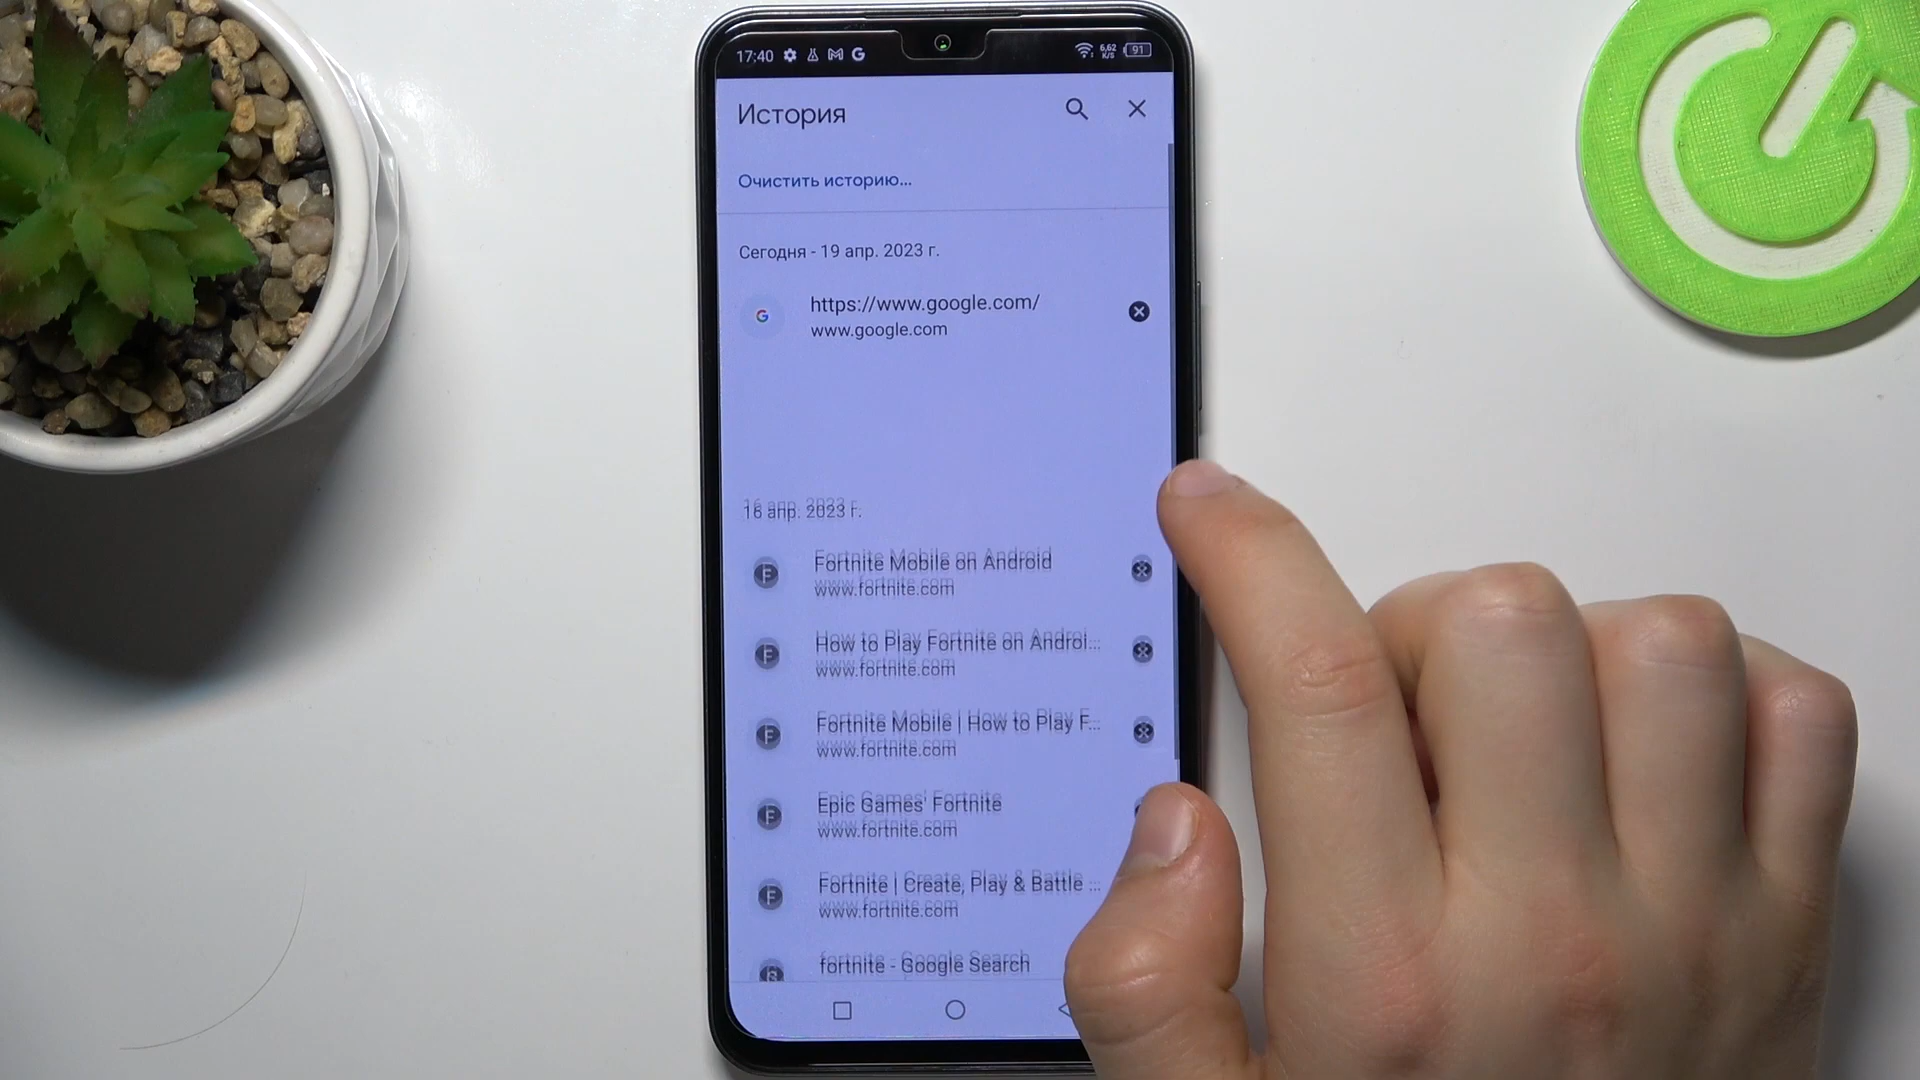 17:40
6,62
K/S
91
История
Очистить историю...
Сегодня - 19 апр. 2023 г.
https://www.google.com/
www.google.com
16 апр. 2023 г.
F
Fortnite Mobile on Android
www.fortnite.com
F
How to Play Fortnite on Androi...
www.fortnite.com
F
Fortnite Mobile | How to Play F...
www.fortnite.com
F
Epic Games' Fortnite
www.fortnite.com
F
Fortnite | Create, Play & Battle ...
www.fortnite.com
fortnite - Google Search